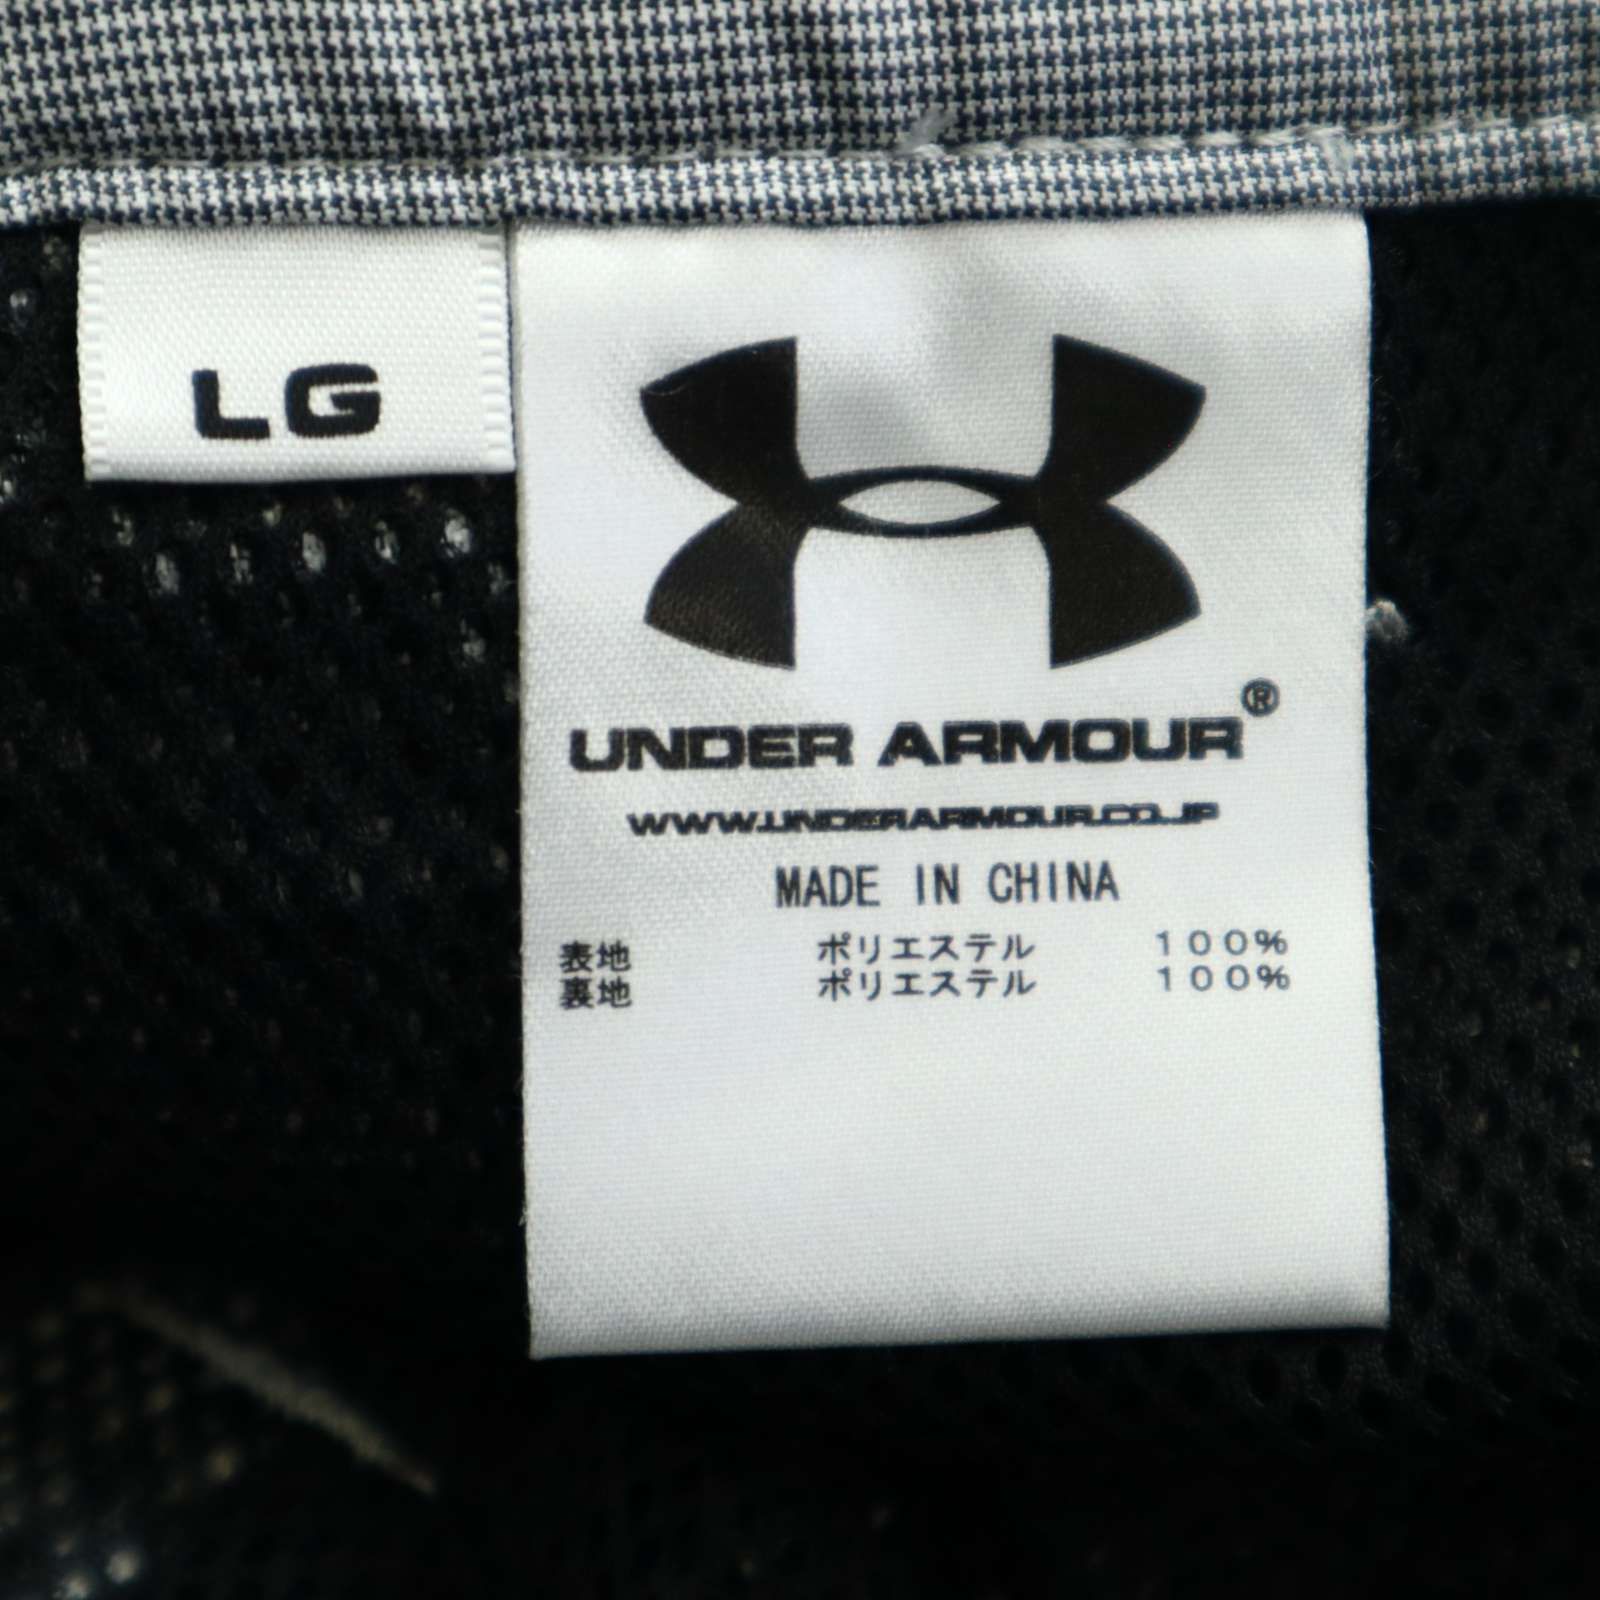 LG
UNDER ARMOUR®
WWW.UNDERARMOUR.CO.JP
MADE IN CHINA
表地 ポリエステル 100%
裏地 ポリエステル 100%